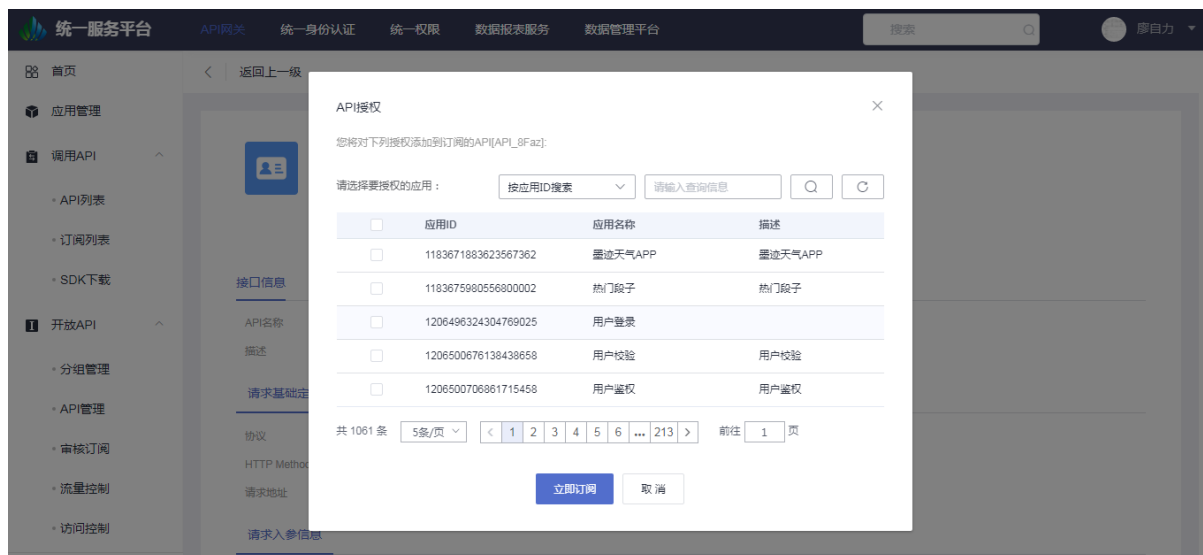 统一服务平台 API网关 统一身份认证 统一权限 数据报表服务 数据管理平台 搜索 廖自力
首页
返回上一级
应用管理
调用API
API列表
订阅列表
SDK下载
开放API
分组管理
API管理
审核订阅
流量控制
访问控制
接口信息
API名称
描述
请求基础定
协议
HTTP Method
请求地址
请求入参信息
API授权
您将对下列授权添加到订阅的API[API_8Faz]:
请选择要授权的应用： 按应用ID搜索 请输入查询信息
应用ID 应用名称 描述
1183671883623567362 墨迹天气APP 墨迹天气APP
1183675980556800002 热门段子 热门段子
1206496324304769025 用户登录
1206500676138438658 用户校验 用户校验
1206500706861715458 用户鉴权 用户鉴权
共 1061 条 5条/页 < 1 2 3 4 5 6 ... 213 > 前往 1 页
立即订阅 取 消